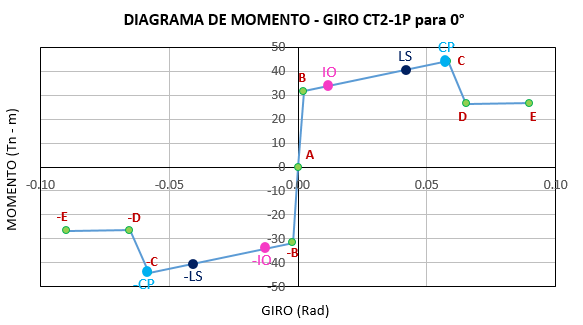 DIAGRAMA DE MOMENTO - GIRO CT2-1P para 0°
MOMENTO (Tn - m)
50
40
30
20
10
0
-10
-20
-30
-40
-50
-0.10
-0.05
0.00
0.05
0.10
B
IO
LS
CP
C
D
E
A
-E
-D
-C
-CP
-LS
-IO
-B
GIRO (Rad)